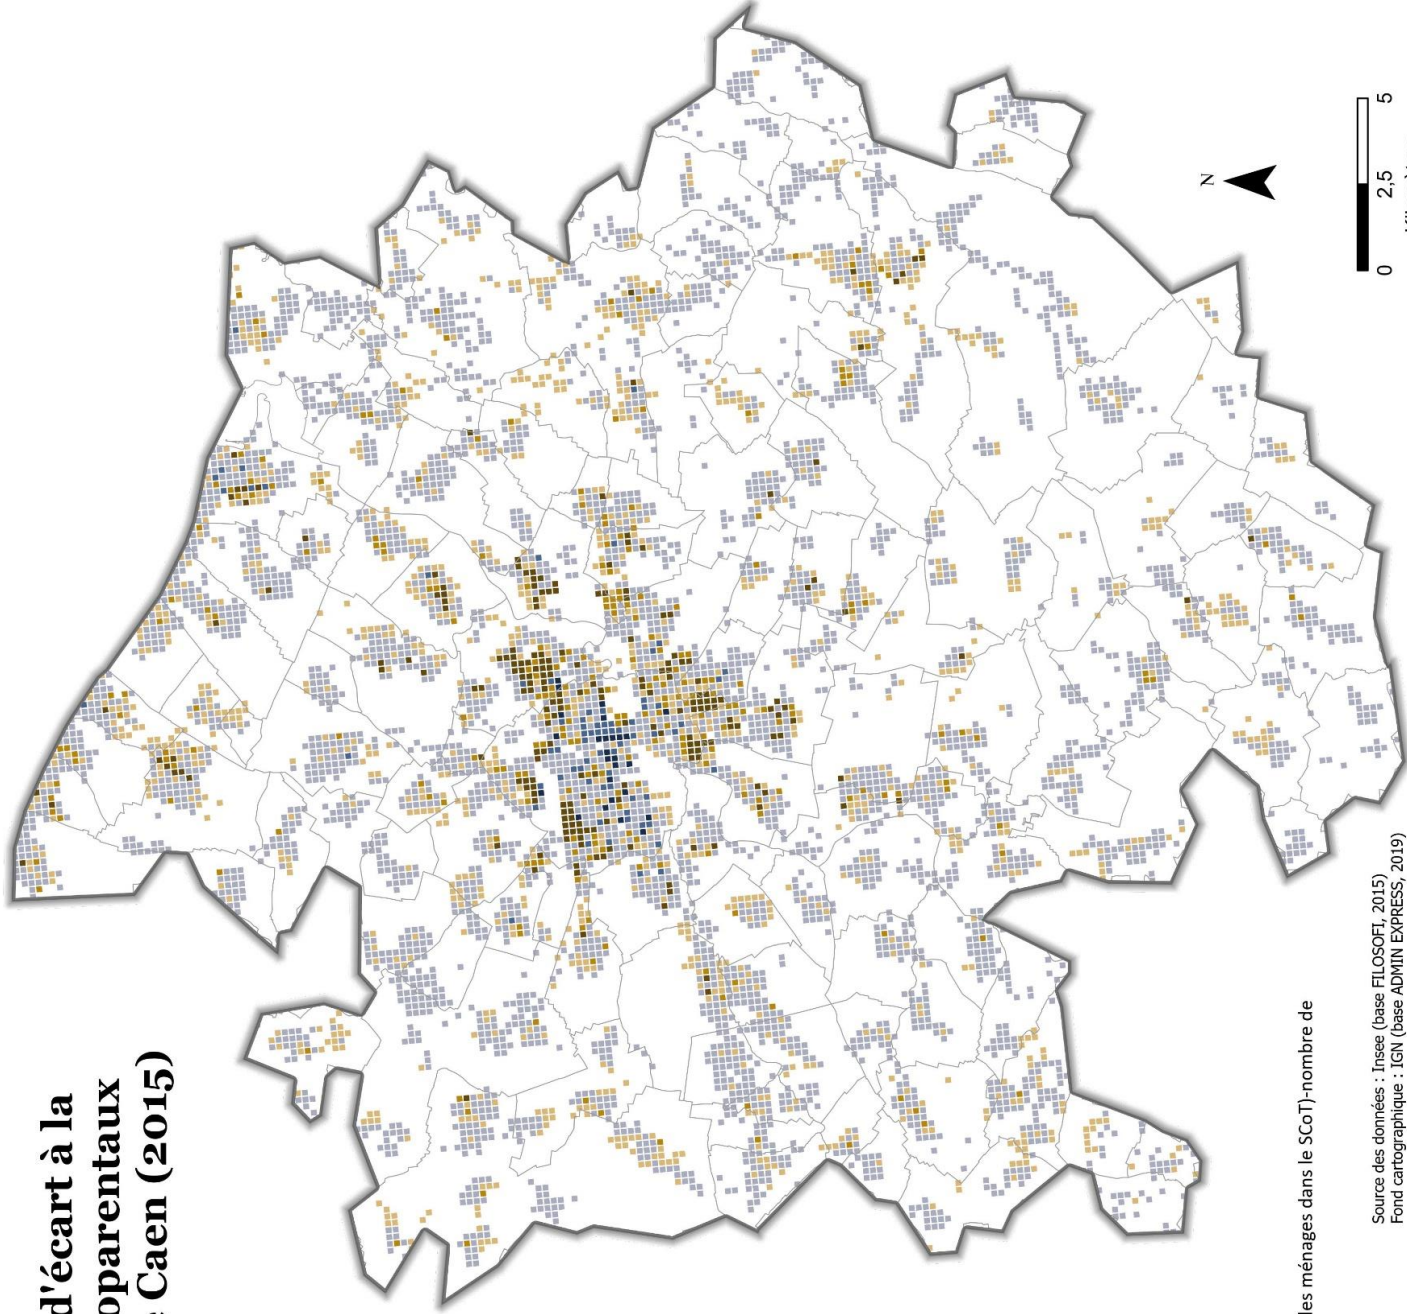 d'écart à la
oparentaux
Caen (2015)
N
0 2,5 5
les ménages dans le SCoT)-nombre de
Source des données : Insee (base FILOSOFI, 2015)
Fond cartographique : IGN (base ADMIN EXPRESS, 2019)